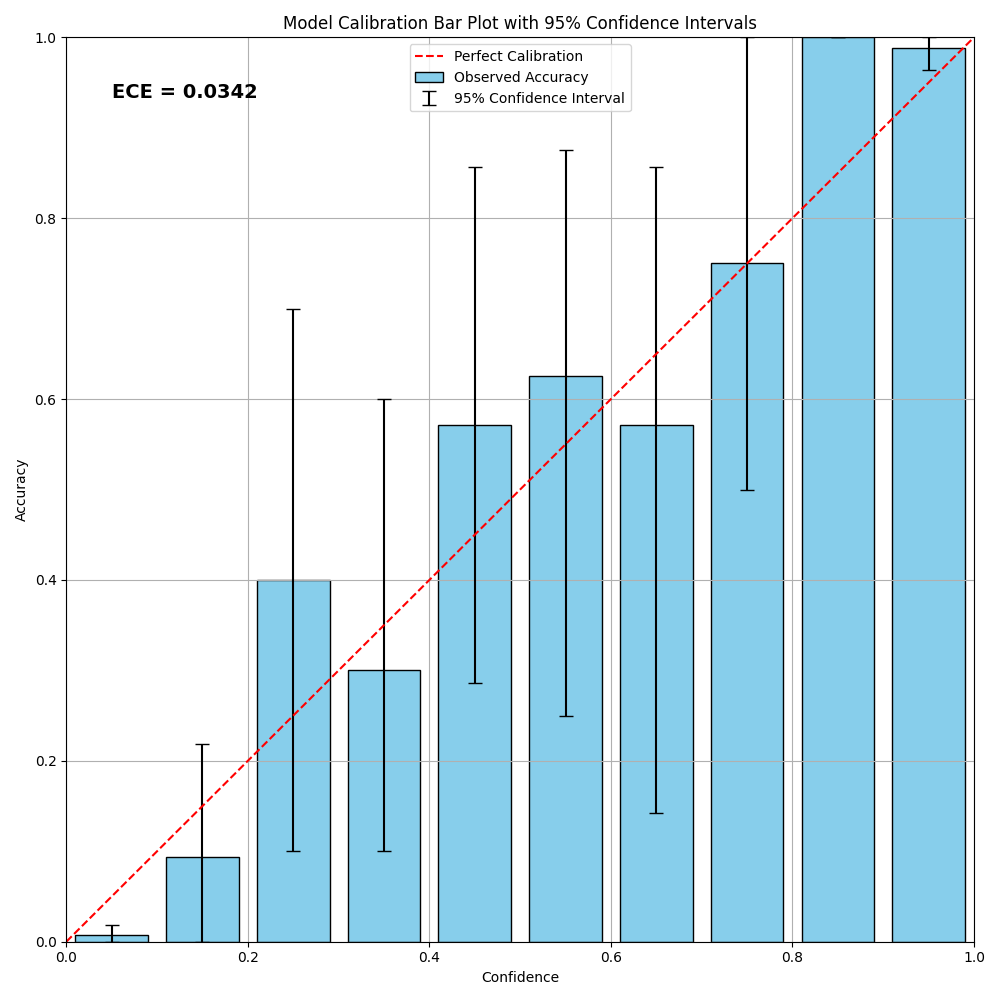 Model Calibration Bar Plot with 95% Confidence Intervals
Perfect Calibration
Observed Accuracy
95% Confidence Interval
ECE = 0.0342
1.0
0.8
0.6
0.4
0.2
0.0
Accuracy
0.0 0.2 0.4 0.6 0.8 1.0
Confidence